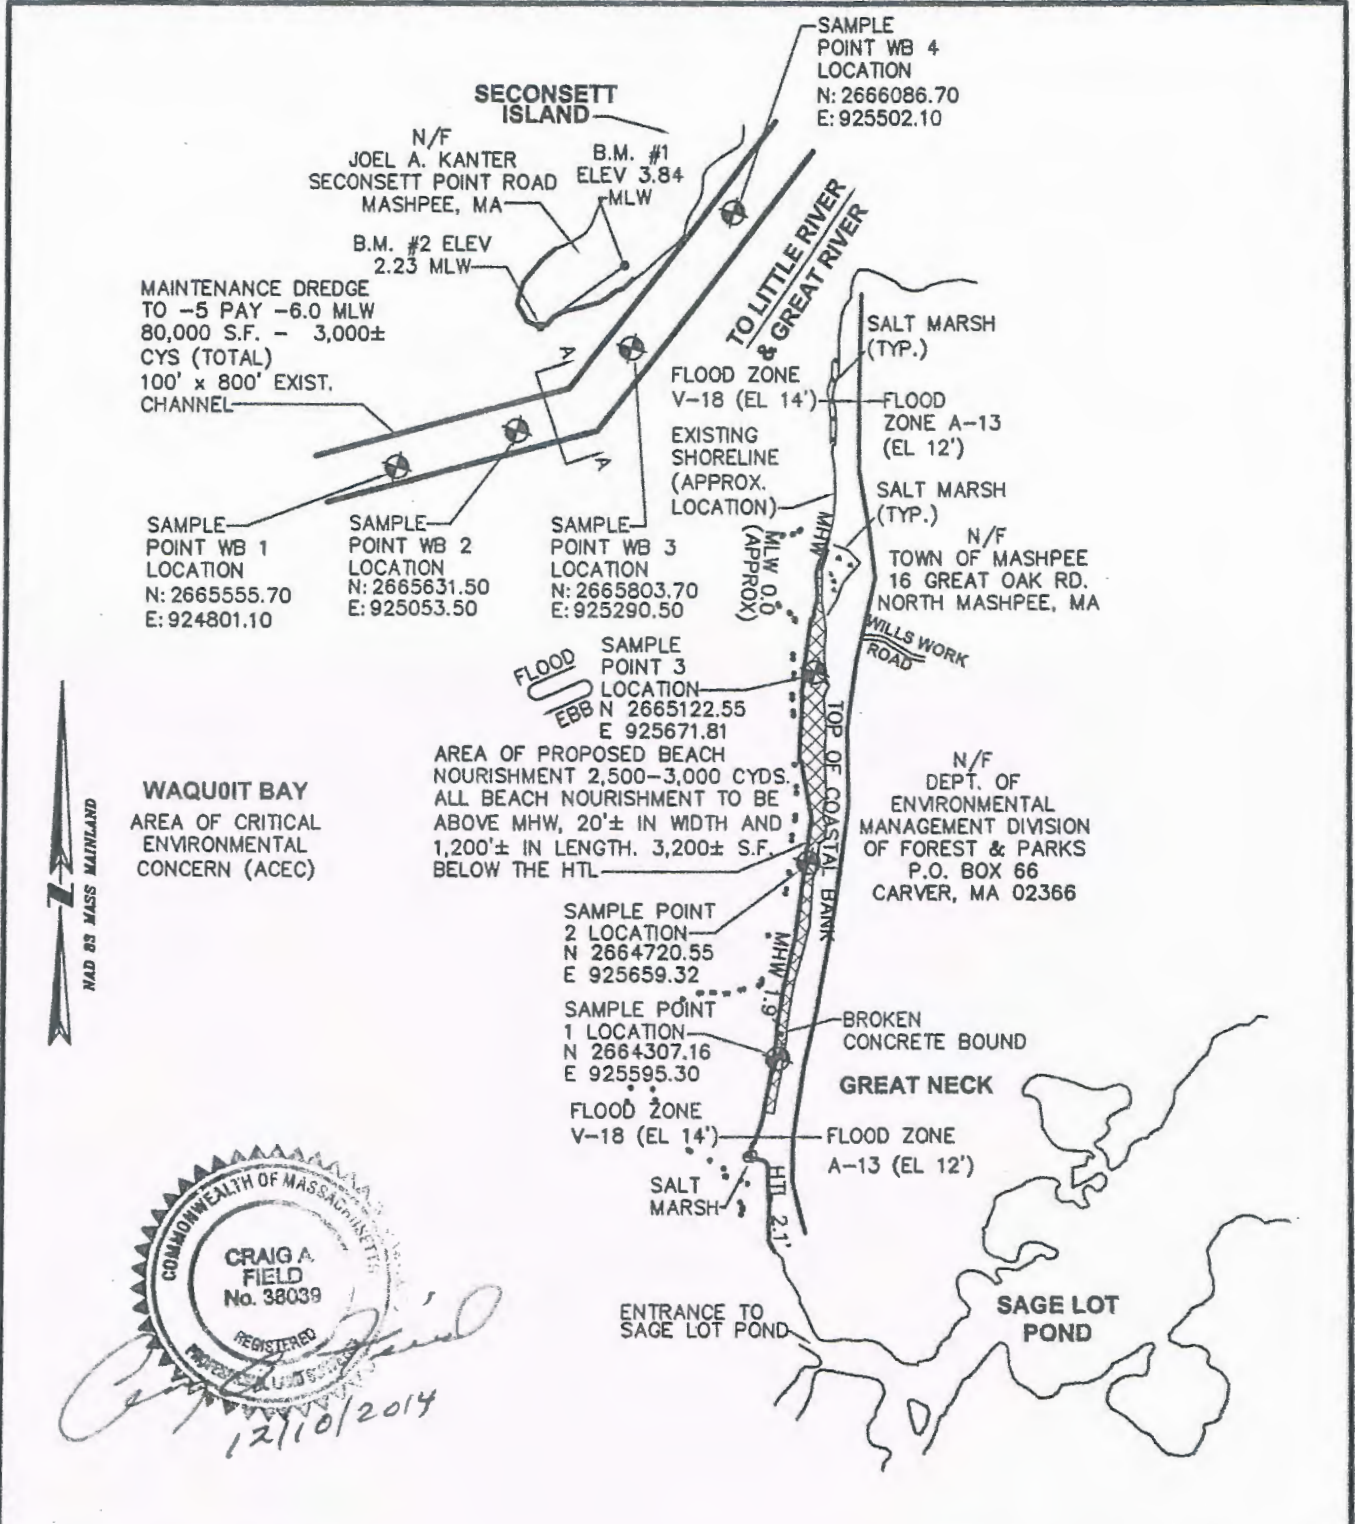 SAMPLE
POINT WB 4
LOCATION
N: 2666086.70
E: 925502.10
SECONSETT
ISLAND
N/F
JOEL A. KANTER
SECONSETT POINT ROAD
MASHPEE, MA
B.M. #1
ELEV 3.84
MLW
B.M. #2 ELEV
2.23 MLW
MAINTENANCE DREDGE
TO -5 PAY -6.0 MLW
80,000 S.F. - 3,000±
CYS (TOTAL)
100' x 800' EXIST.
CHANNEL
TO LITTLE RIVER
& GREAT RIVER
A
A
SALT MARSH
(TYP.)
FLOOD ZONE
V-18 (EL 14')
FLOOD
ZONE A-13
(EL 12')
EXISTING
SHORELINE
(APPROX.
LOCATION)
SALT MARSH
(TYP.)
MHW
MLW 0.0
(APPROX)
N/F
TOWN OF MASHPEE
16 GREAT OAK RD.
NORTH MASHPEE, MA
WILLS WORK
ROAD
SAMPLE
POINT WB 1
LOCATION
N: 2665555.70
E: 924801.10
SAMPLE
POINT WB 2
LOCATION
N: 2665631.50
E: 925053.50
SAMPLE
POINT WB 3
LOCATION
N: 2665803.70
E: 925290.50
FLOOD
EBB
SAMPLE
POINT 3
LOCATION
N 2665122.55
E 925671.81
AREA OF PROPOSED BEACH
NOURISHMENT 2,500-3,000 CYDS.
ALL BEACH NOURISHMENT TO BE
ABOVE MHW, 20'± IN WIDTH AND
1,200'± IN LENGTH. 3,200± S.F.
BELOW THE HTL
TOP OF COASTAL BANK
N/F
DEPT. OF
ENVIRONMENTAL
MANAGEMENT DIVISION
OF FOREST & PARKS
P.O. BOX 66
CARVER, MA 02366
WAQUOIT BAY
AREA OF CRITICAL
ENVIRONMENTAL
CONCERN (ACEC)
N
NAD 83 MASS MAINLAND
SAMPLE POINT
2 LOCATION
N 2664720.55
E 925659.32
MHW 1.9'
SAMPLE POINT
1 LOCATION
N 2664307.16
E 925595.30
BROKEN
CONCRETE BOUND
GREAT NECK
FLOOD ZONE
V-18 (EL 14')
FLOOD ZONE
A-13 (EL 12')
SALT
MARSH
HTL 2.1'
ENTRANCE TO
SAGE LOT POND
SAGE LOT
POND
COMMONWEALTH OF MASSACHUSETTS
CRAIG A.
FIELD
No. 38039
REGISTERED
PROFESSIONAL LAND
12/10/2014